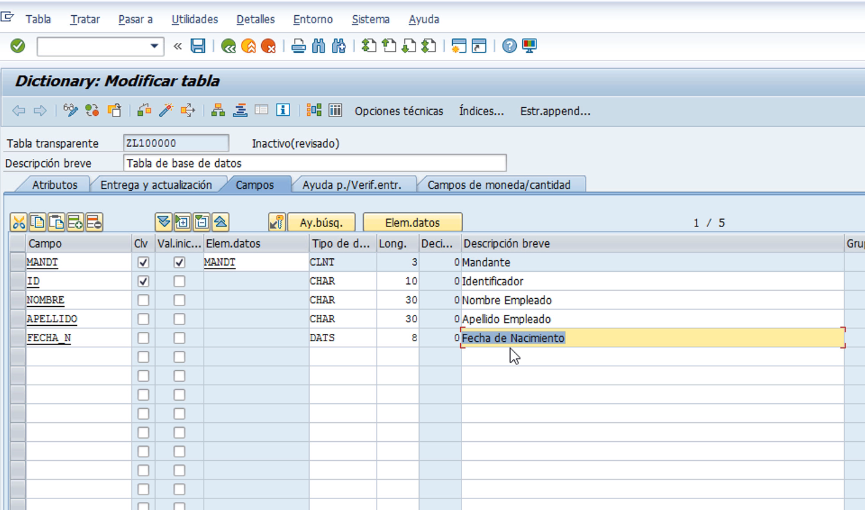 Tabla Tratar Pasar a Utilidades Detalles Entorno Sistema Ayuda
Dictionary: Modificar tabla
Opciones técnicas Índices... Estr.append...
Tabla transparente ZL100000 Inactivo(revisado)
Descripción breve Tabla de base de datos
Atributos Entrega y actualización Campos Ayuda p./Verif.entr. Campos de moneda/cantidad
Ay.búsq. Elem.datos 1 / 5
Campo Clv Val.inic... Elem.datos Tipo de d... Long. Deci... Descripción breve Gru
MANDT MANDT CLNT 3 0 Mandante
ID CHAR 10 0 Identificador
NOMBRE CHAR 30 0 Nombre Empleado
APELLIDO CHAR 30 0 Apellido Empleado
FECHA_N DATS 8 0 Fecha de Nacimiento